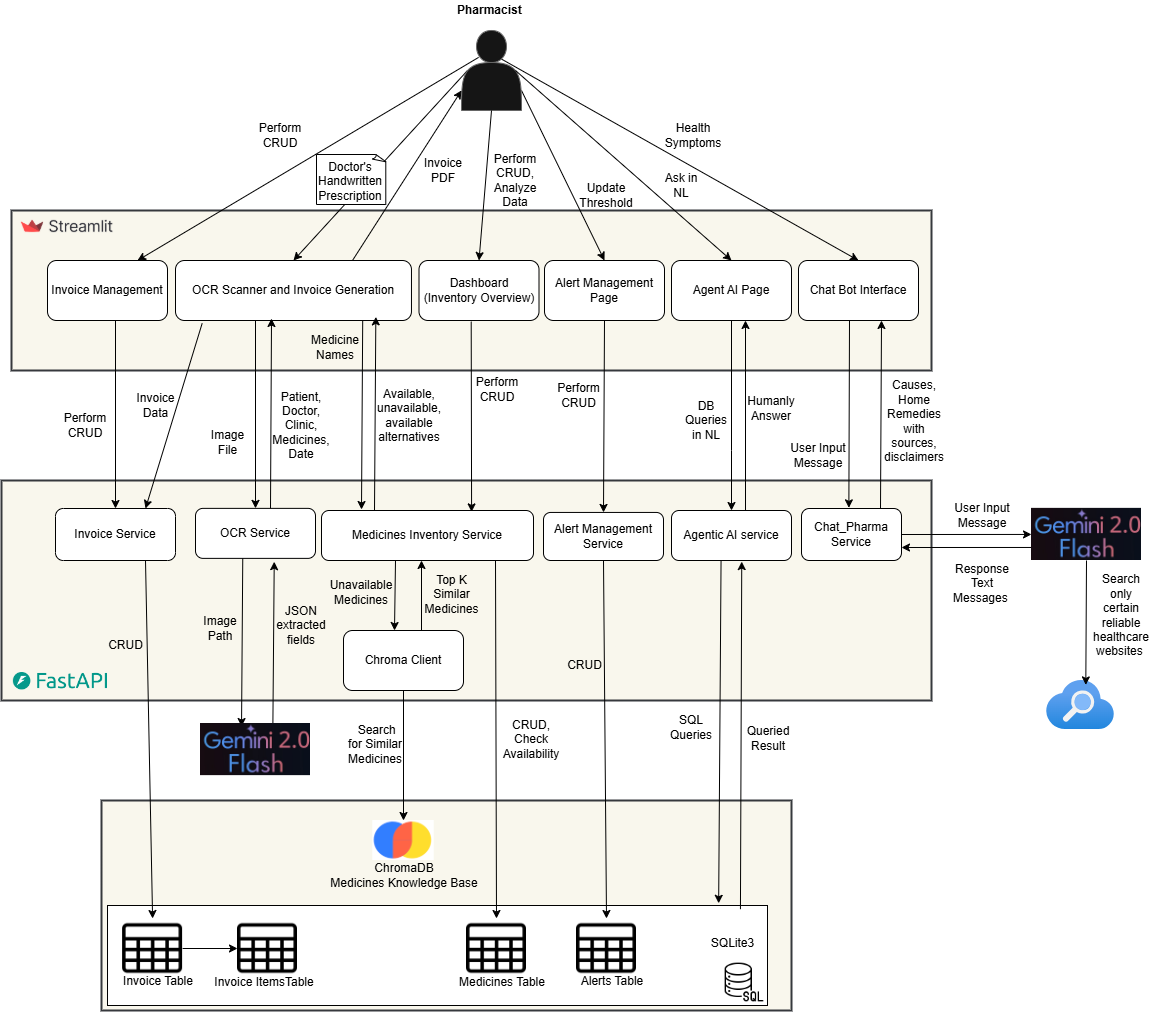 Pharmacist
Perform
CRUD
Doctor's
Handwritten
Prescription
Invoice
PDF
Perform
CRUD,
Analyze
Data
Update
Threshold
Ask in
NL
Health
Symptoms
Streamlit
Invoice Management
OCR Scanner and Invoice Generation
Dashboard
(Inventory Overview)
Alert Management
Page
Agent AI Page
Chat Bot Interface
Perform
CRUD
Invoice
Data
Image
File
Patient,
Doctor,
Clinic,
Medicines,
Date
Medicine
Names
Available,
unavailable,
available
alternatives
Perform
CRUD
Perform
CRUD
DB
Queries
in NL
Humanly
Answer
User Input
Message
Causes,
Home
Remedies
with
sources,
disclaimers
Invoice Service
OCR Service
Medicines Inventory Service
Alert Management
Service
Agentic AI service
Chat_Pharma
Service
User Input
Message
Response
Text
Messages
Gemini 2.0
Flash
Search
only
certain
reliable
healthcare
websites
CRUD
Image
Path
JSON
extracted
fields
Unavailable
Medicines
Top K
Similar
Medicines
Chroma Client
CRUD
FastAPI
Gemini 2.0
Flash
Search
for Similar
Medicines
CRUD,
Check
Availability
SQL
Queries
Queried
Result
ChromaDB
Medicines Knowledge Base
Invoice Table
Invoice ItemsTable
Medicines Table
Alerts Table
SQLite3
SQL